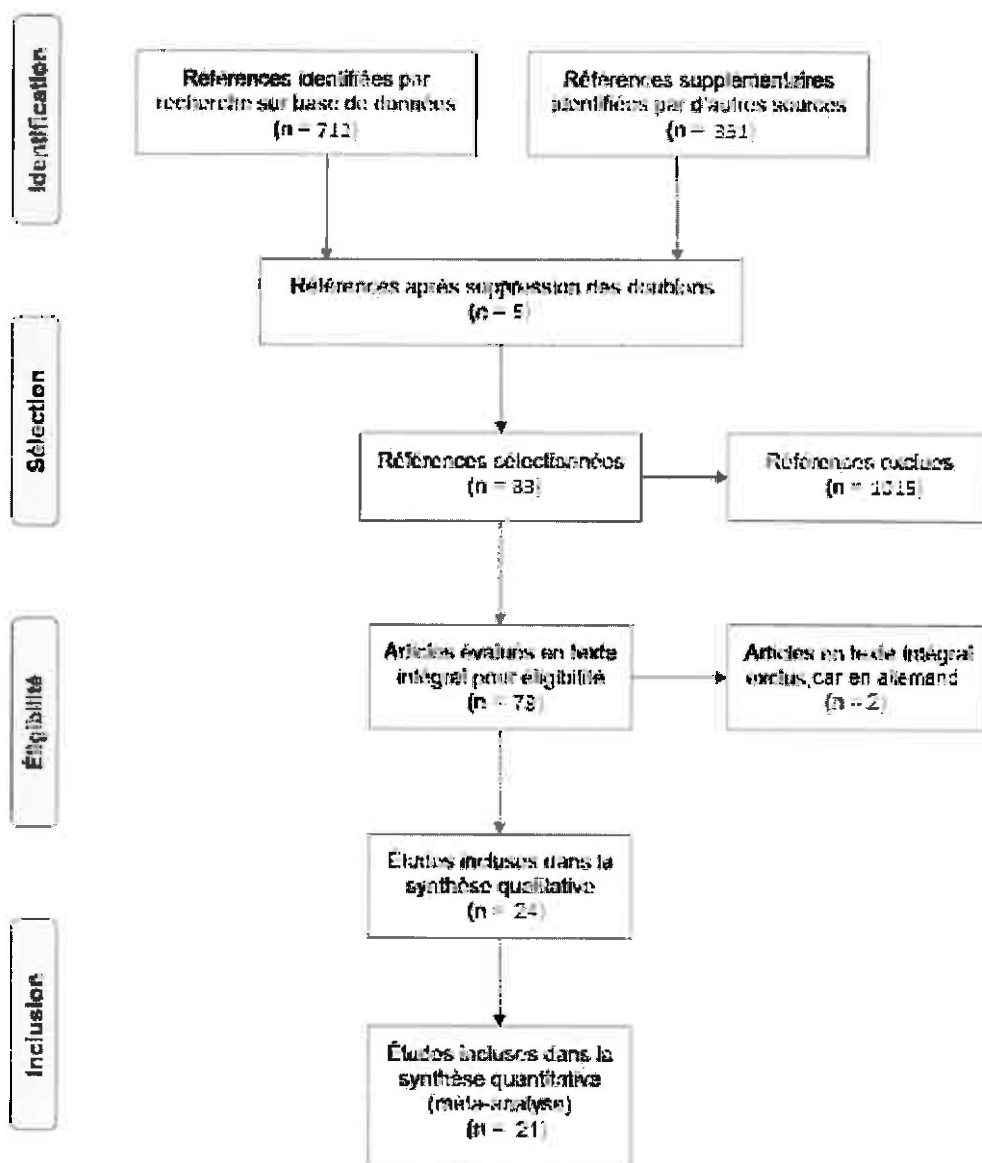 Identification
Références identifiées par
recherche sur base de données
(n = 712)
Références supplémentaires
identifiées par d'autres sources
(n = 331)
Références après suppression des doublons
(n = 5)
Sélection
Références sélectionnées
(n = 83)
Références exclues
(n = 1015)
Éligibilité
Articles évalués en texte
intégral pour éligibilité
(n = 78)
Articles en texte intégral
exclus, car en allemand
(n = 2)
Études incluses dans la
synthèse qualitative
(n = 24)
Inclusion
Études incluses dans la
synthèse quantitative
(méta-analyse)
(n = 21)